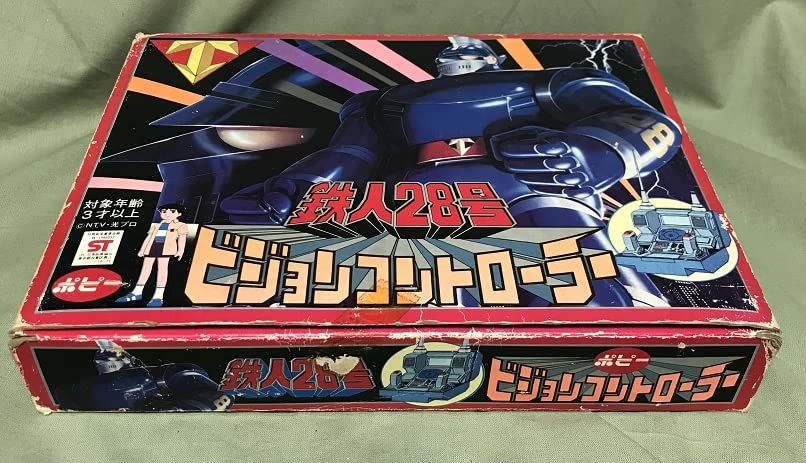 28
鉄人28号
ビジョンコントローラー
対象年齢
3才以上
©NTV・光プロ
ST
ポピー
鉄人28号
ポピー
ビジョンコントローラー